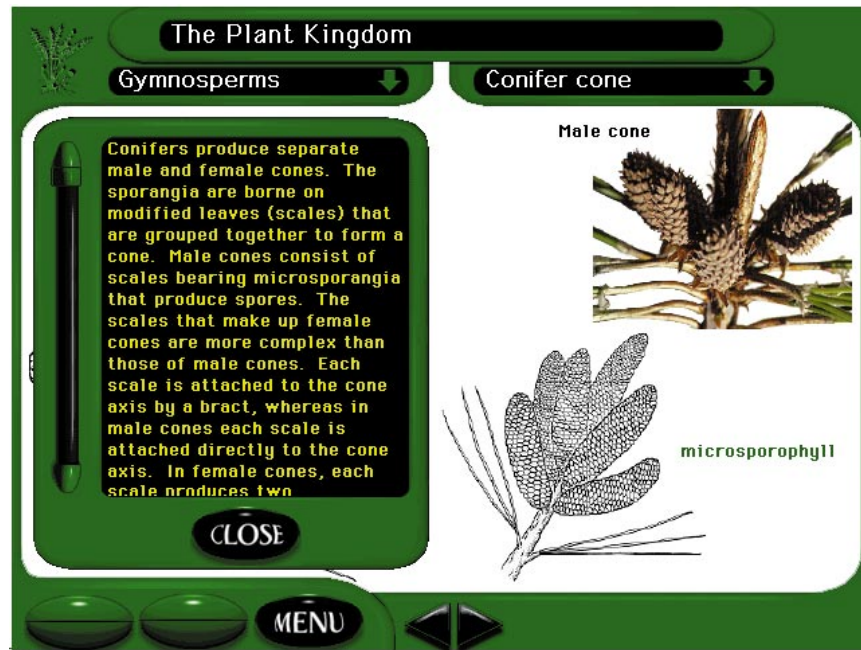 The Plant Kingdom
Gymnosperms
Conifer cone
Conifers produce separate
male and female cones. The
sporangia are borne on
modified leaves (scales) that
are grouped together to form a
cone. Male cones consist of
scales bearing microsporangia
that produce spores. The
scales that make up female
cones are more complex than
those of male cones. Each
scale is attached to the cone
axis by a bract, whereas in
male cones each scale is
attached directly to the cone
axis. In female cones, each
scale produces two
CLOSE
Male cone
microsporophyll
MENU